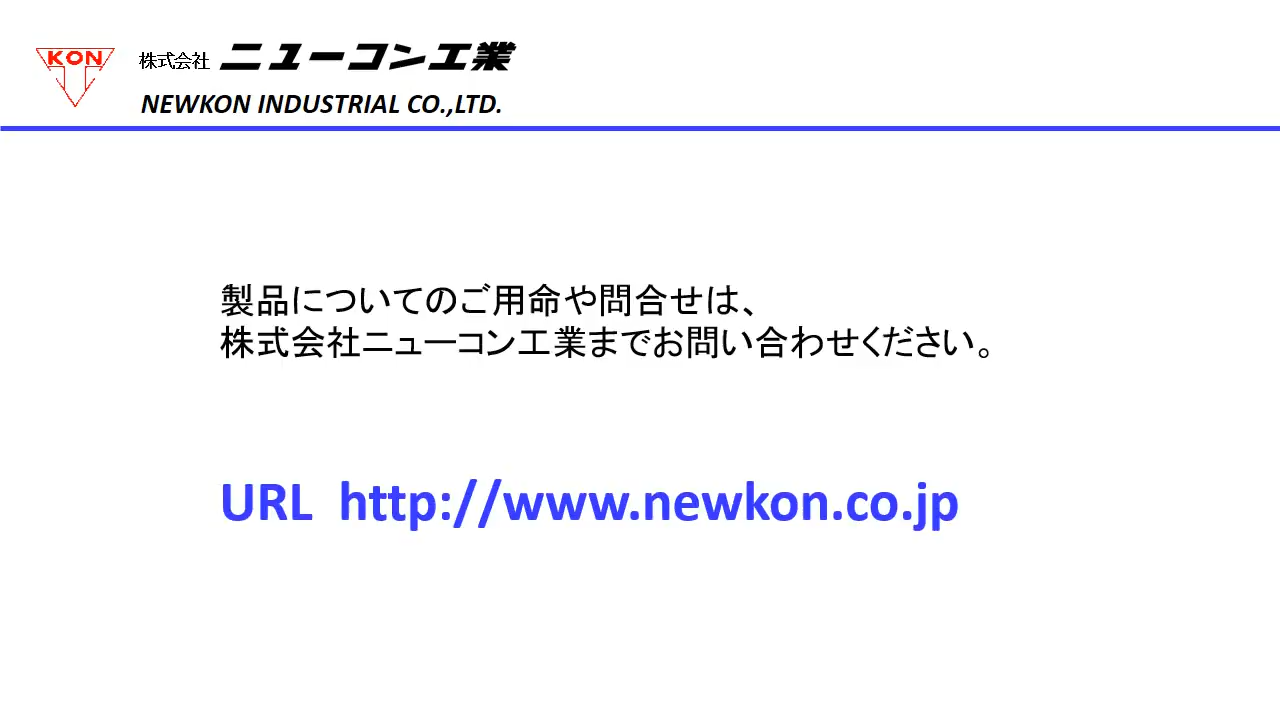 KON
株式会社 ニューコン工業
NEWKON INDUSTRIAL CO.,LTD.
製品についてのご用命や問合せは、
株式会社ニューコン工業までお問い合わせください。
URL http://www.newkon.co.jp